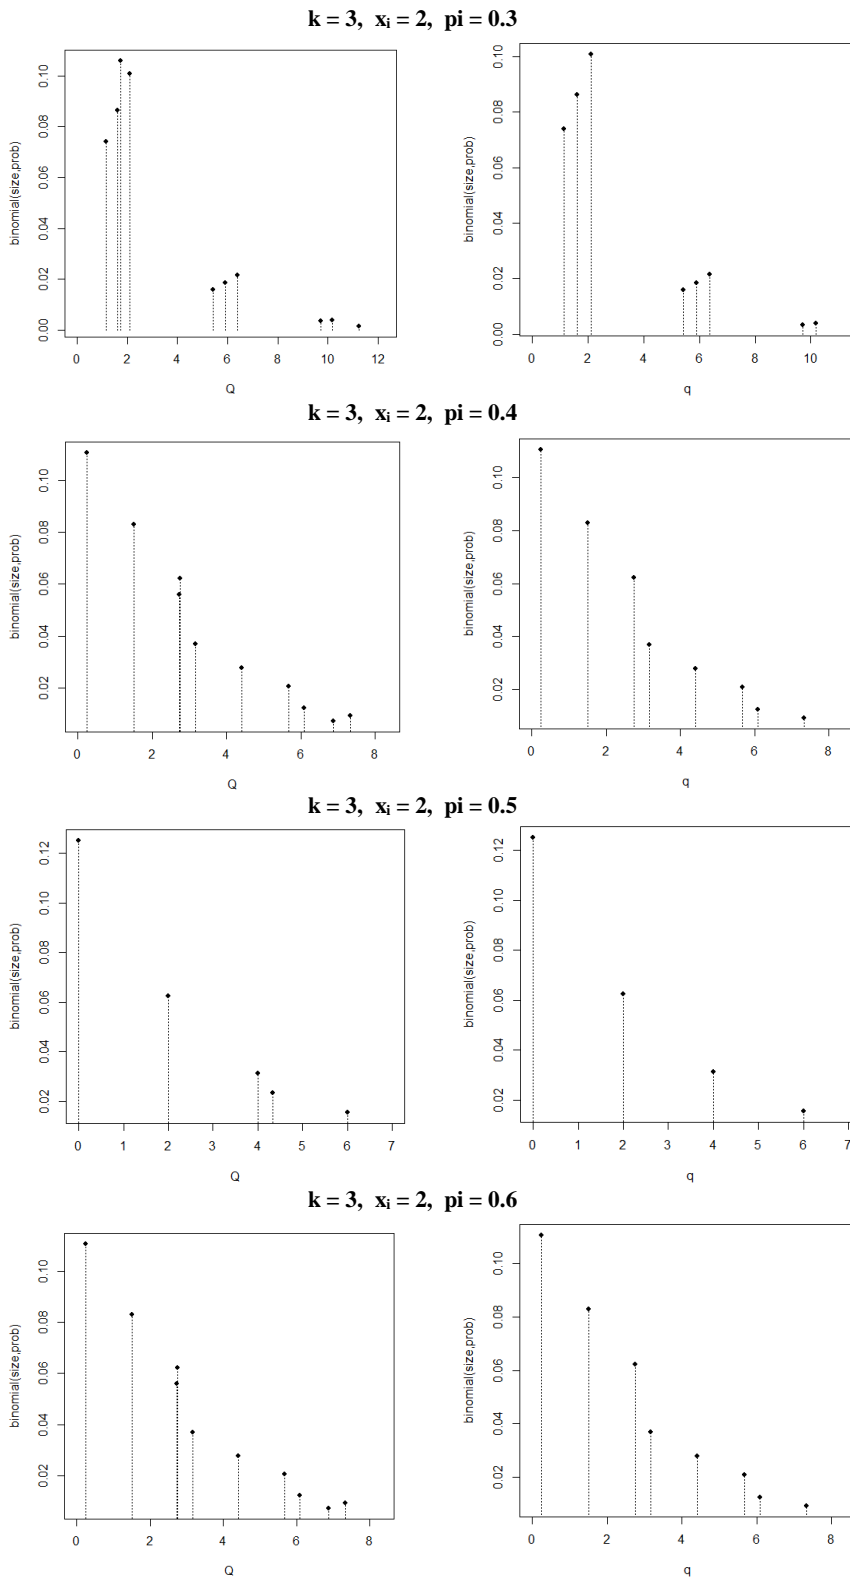 k = 3, xᵢ = 2, pi = 0.3
binomial(size,prob)
0.00 0.02 0.04 0.06 0.08 0.10
0 2 4 6 8 10 12
Q
binomial(size,prob)
0.00 0.02 0.04 0.06 0.08 0.10
0 2 4 6 8 10
q
k = 3, xᵢ = 2, pi = 0.4
binomial(size,prob)
0.02 0.04 0.06 0.08 0.10
0 2 4 6 8
Q
binomial(size,prob)
0.02 0.04 0.06 0.08 0.10
0 2 4 6 8
q
k = 3, xᵢ = 2, pi = 0.5
binomial(size,prob)
0.02 0.04 0.06 0.08 0.10 0.12
0 1 2 3 4 5 6 7
Q
binomial(size,prob)
0.02 0.04 0.06 0.08 0.10 0.12
0 1 2 3 4 5 6 7
q
k = 3, xᵢ = 2, pi = 0.6
binomial(size,prob)
0.02 0.04 0.06 0.08 0.10
0 2 4 6 8
Q
binomial(size,prob)
0.02 0.04 0.06 0.08 0.10
0 2 4 6 8
q